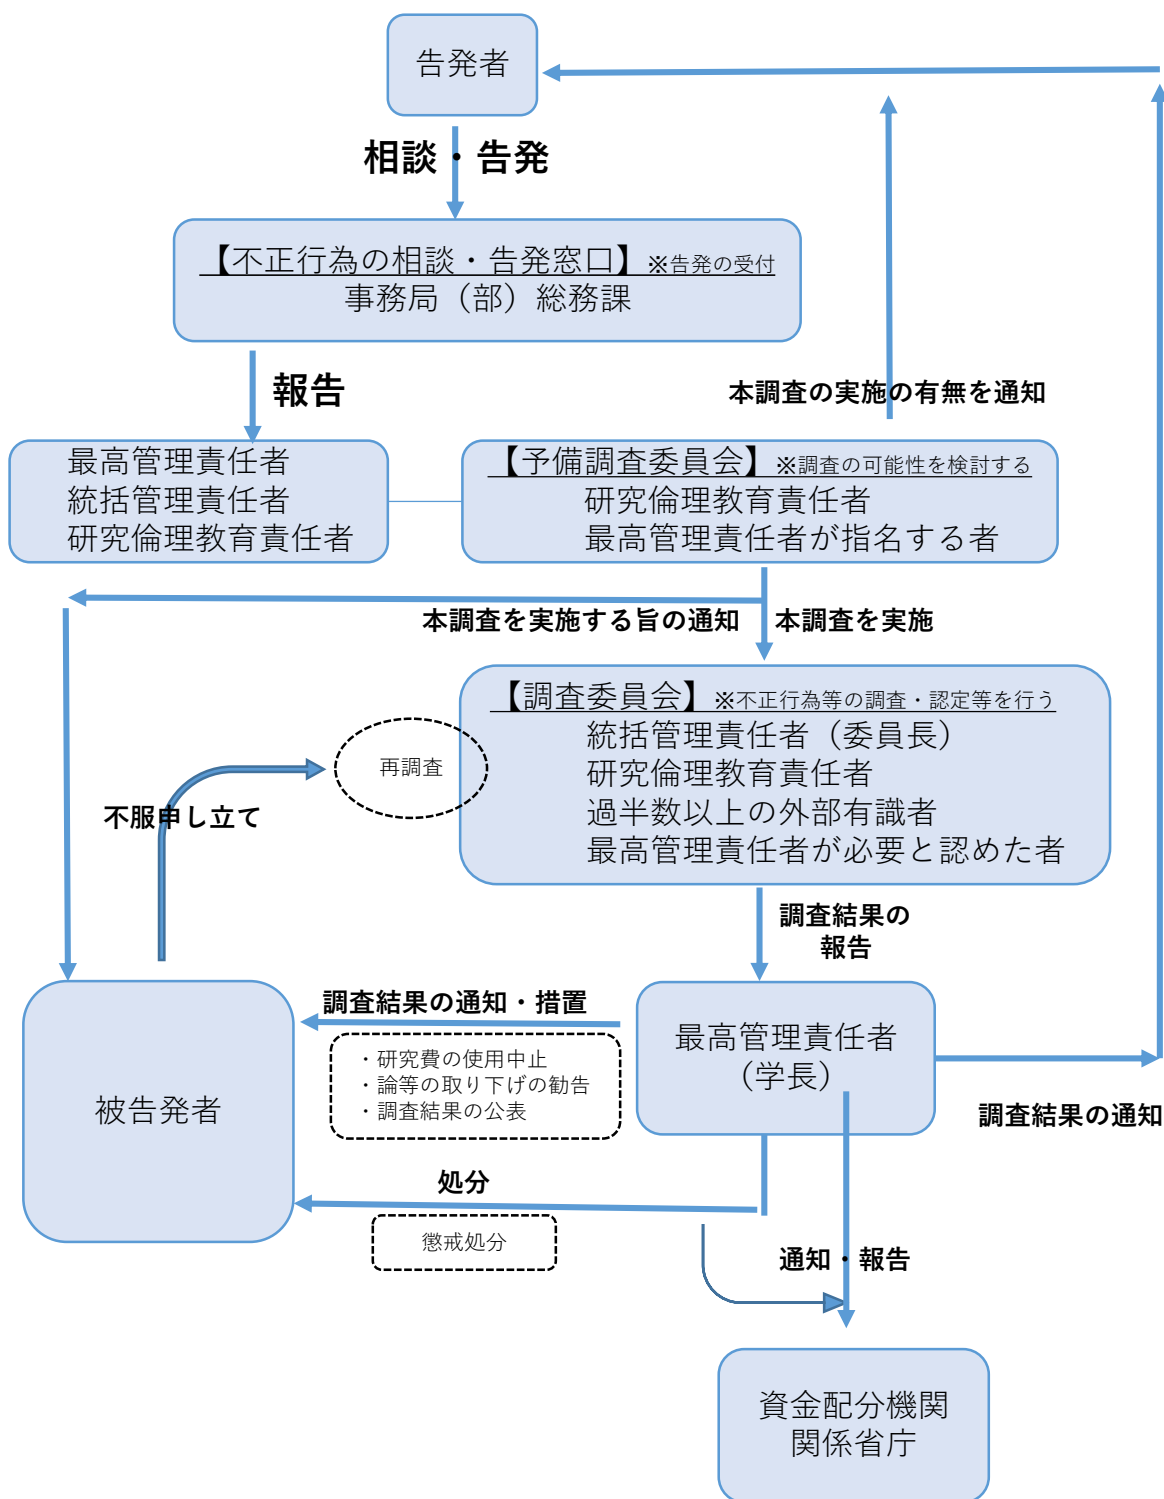 告発者
相談・告発
【不正行為の相談・告発窓口】※告発の受付
事務局（部）総務課
報告
本調査の実施の有無を通知
最高管理責任者
統括管理責任者
研究倫理教育責任者
【予備調査委員会】※調査の可能性を検討する
研究倫理教育責任者
最高管理責任者が指名する者
本調査を実施する旨の通知
本調査を実施
【調査委員会】※不正行為等の調査・認定等を行う
統括管理責任者（委員長）
研究倫理教育責任者
過半数以上の外部有識者
最高管理責任者が必要と認めた者
再調査
不服申し立て
調査結果の
報告
調査結果の通知・措置
・研究費の使用中止
・論等の取り下げの勧告
・調査結果の公表
最高管理責任者
（学長）
調査結果の通知
被告発者
処分
懲戒処分
通知・報告
資金配分機関
関係省庁